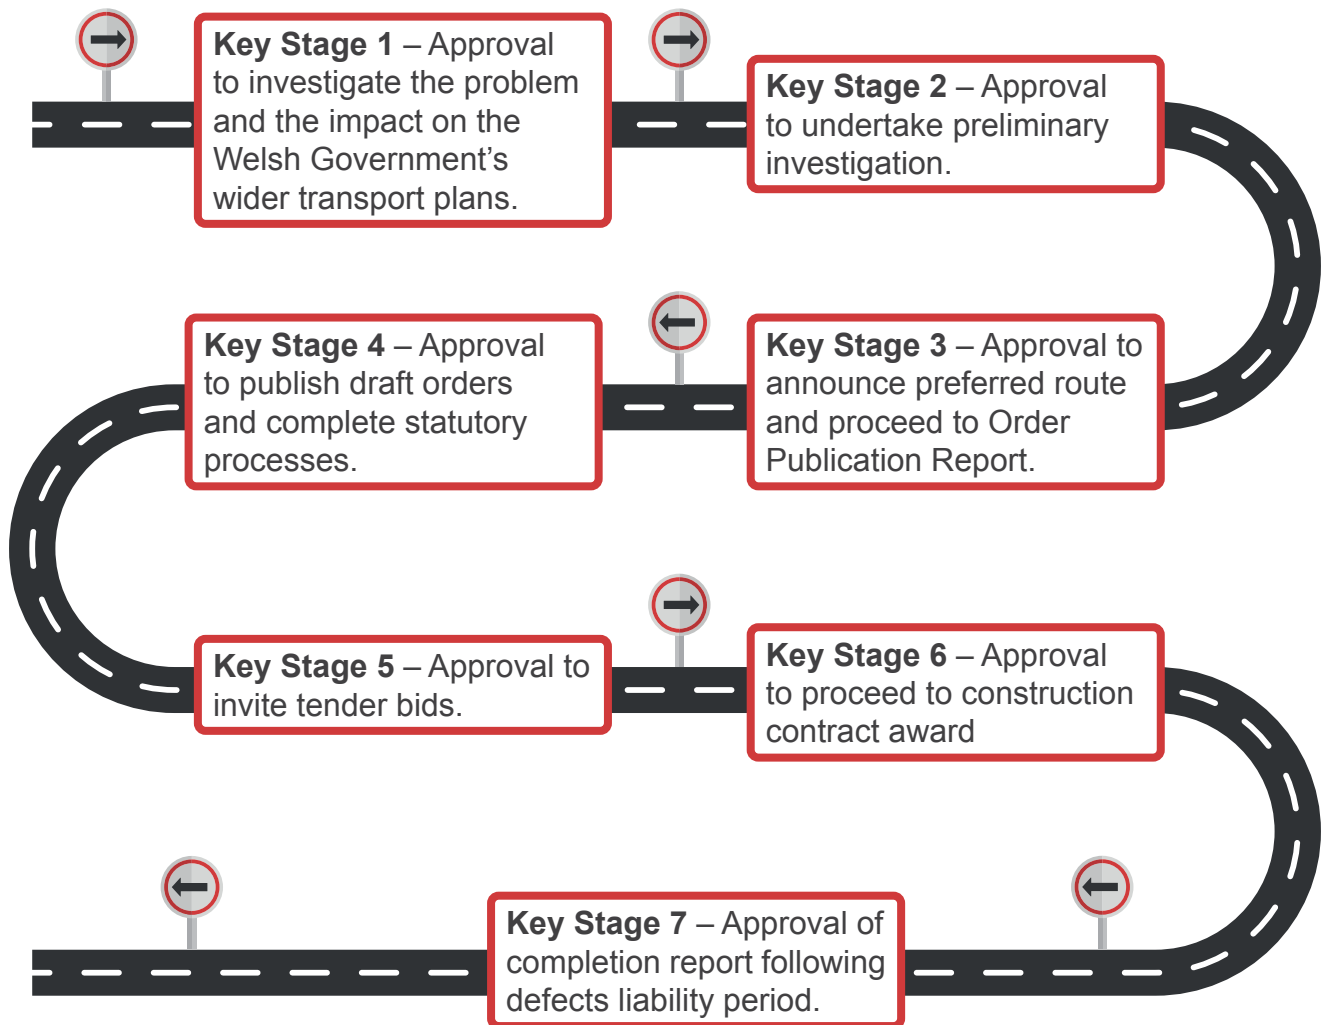 Key Stage 1 – Approval
to investigate the problem
and the impact on the
Welsh Government’s
wider transport plans.
Key Stage 2 – Approval
to undertake preliminary
investigation.
Key Stage 3 – Approval to
announce preferred route
and proceed to Order
Publication Report.
Key Stage 4 – Approval
to publish draft orders
and complete statutory
processes.
Key Stage 5 – Approval to
invite tender bids.
Key Stage 6 – Approval
to proceed to construction
contract award
Key Stage 7 – Approval of
completion report following
defects liability period.